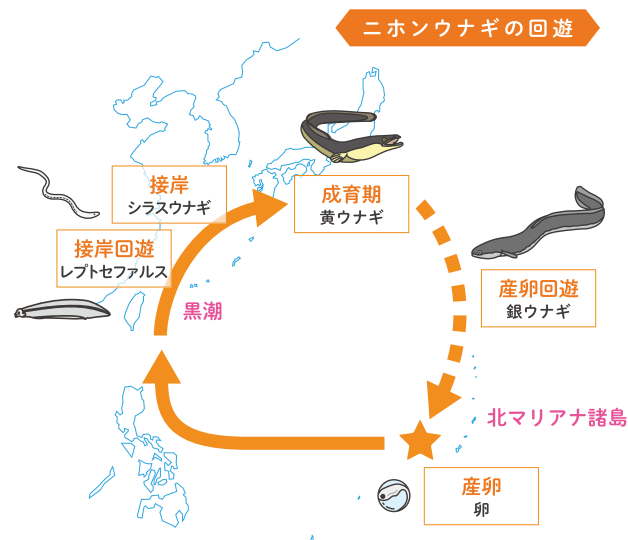 ニホンウナギの回遊
接岸
シラスウナギ
成育期
黄ウナギ
接岸回遊
レプトセファルス
産卵回遊
銀ウナギ
黒潮
北マリアナ諸島
産卵
卵